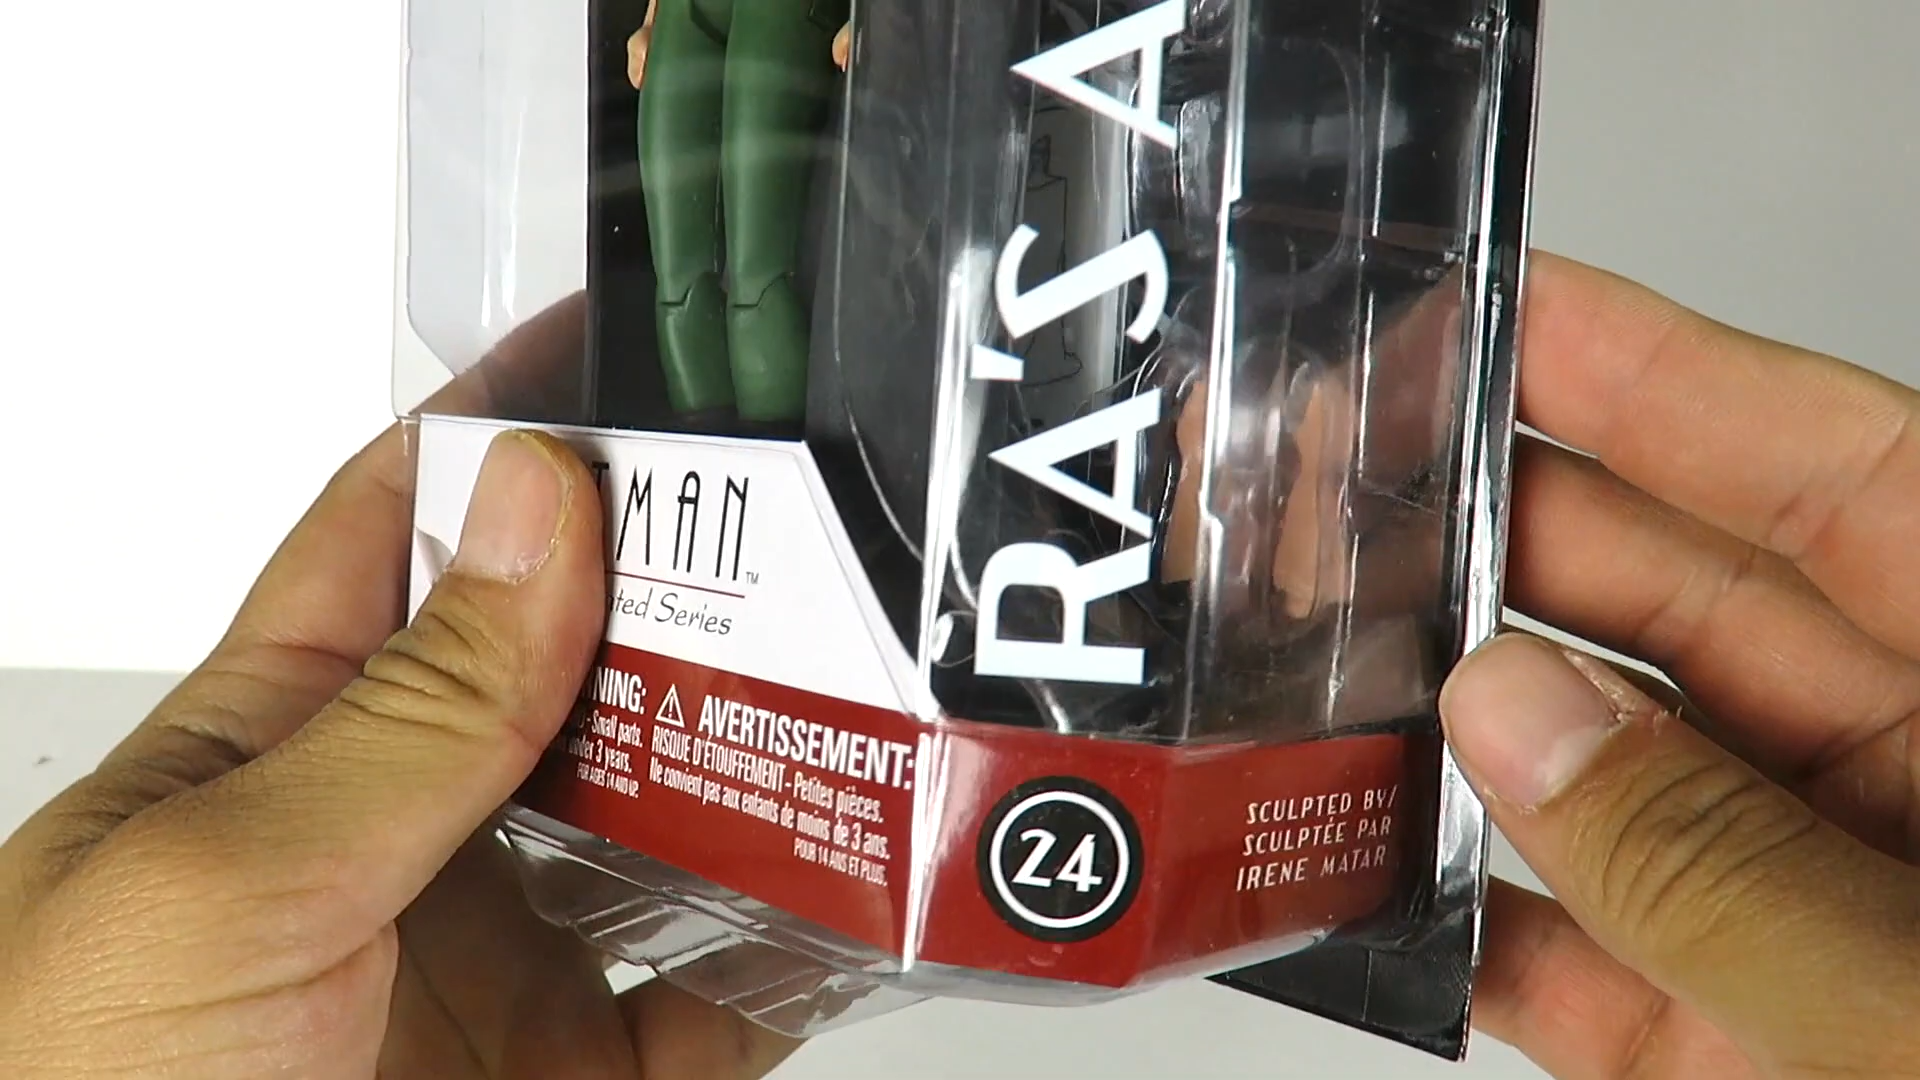 RA'S A
TMAN™
ted Series
NING: ⚠ AVERTISSEMENT:
- Small parts.
under 3 years.
FOR AGES 14 AND UP.
RISQUE D'ÉTOUFFEMENT - Petites pièces.
Ne convient pas aux enfants de moins de 3 ans.
POUR 14 ANS ET PLUS.
24
SCULPTED BY/
SCULPTÉE PAR
IRENE MATAR